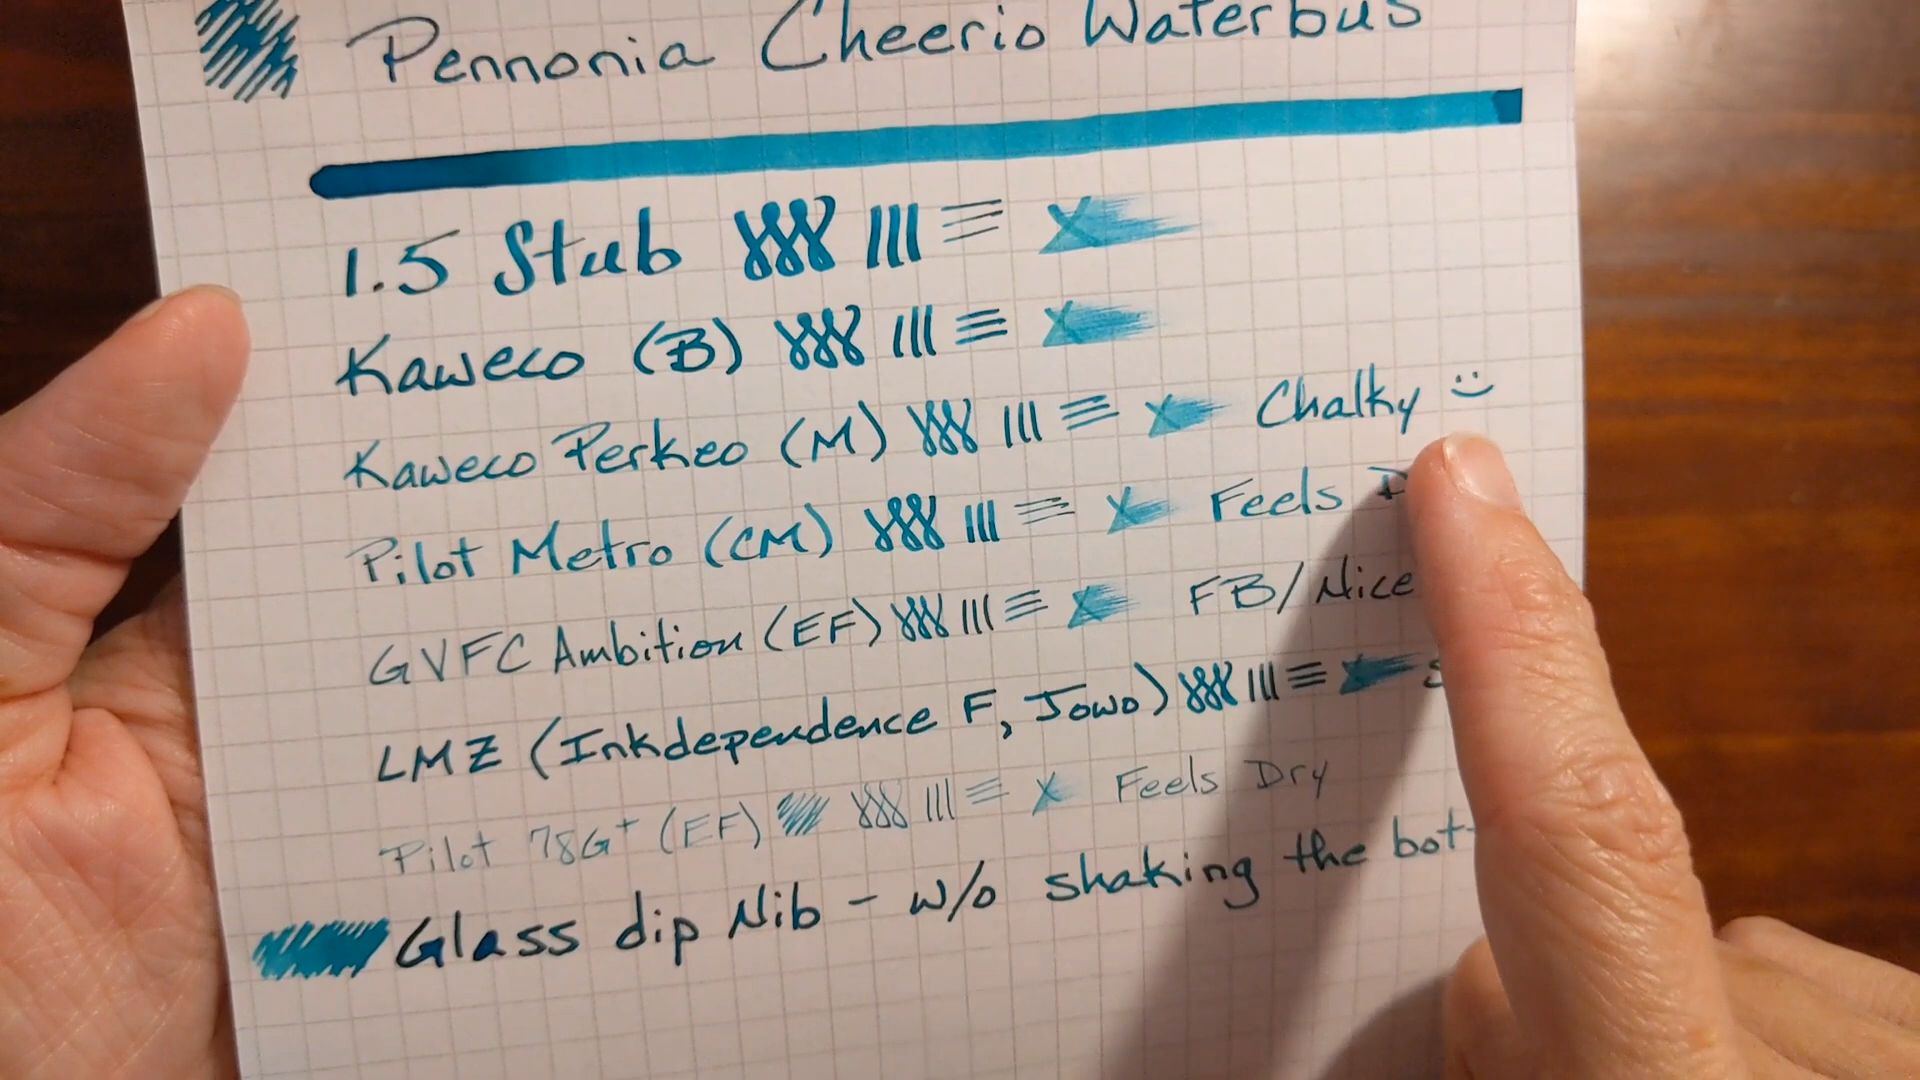 Pennonia Cheerio Waterbus
1.5 Stub
Kaweco (B)
Kaweco Perkeo (M) Chalky :)
Pilot Metro (CM) Feels
GVFC Ambition (EF) FB/Nice
LMZ (Inkdependence F, Jowo)
Pilot 78G+ (EF) Feels Dry
Glass dip Nib - w/o shaking the bot